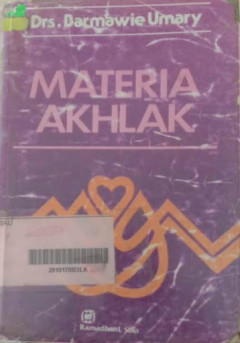 Drs. Barmawie Umary
MATERIA
AKHLAK
Ramadhani, Solo